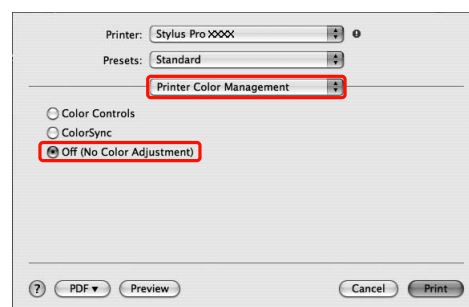 Printer: Stylus Pro XXXX
Presets: Standard
Printer Color Management
Color Controls
ColorSync
Off (No Color Adjustment)
? PDF▼ Preview Cancel Print